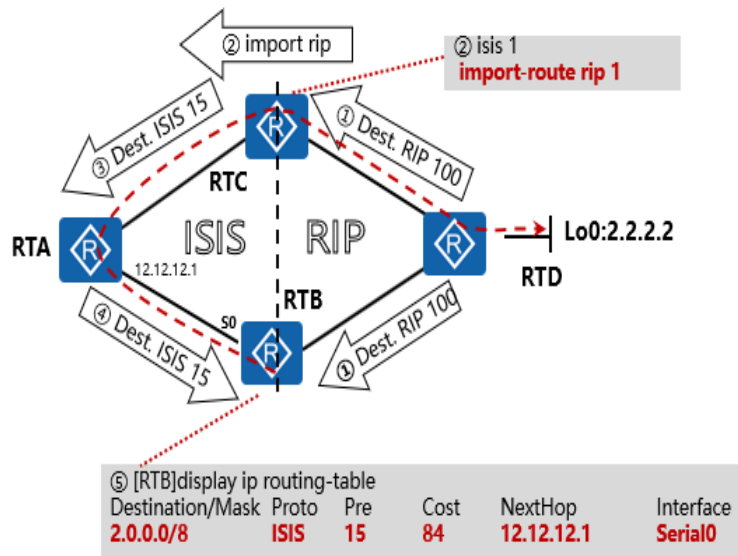 ② import rip
② isis 1
import-route rip 1
③ Dest. ISIS 15
① Dest. RIP 100
R
RTC
R
RTA
ISIS
RIP
R
Lo0:2.2.2.2
RTD
12.12.12.1
RTB
S0
R
④ Dest. ISIS 15
① Dest. RIP 100
⑤ [RTB]display ip routing-table
Destination/Mask Proto Pre Cost NextHop Interface
2.0.0.0/8 ISIS 15 84 12.12.12.1 Serial0